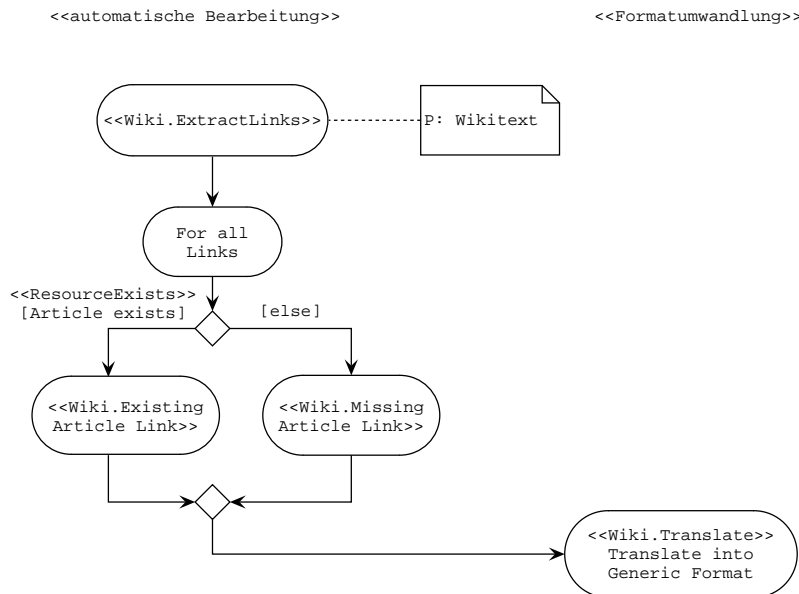 <<automatische Bearbeitung>>
<<Formatumwandlung>>
<<Wiki.ExtractLinks>>
P: Wikitext
For all
Links
<<ResourceExists>>
[Article exists]
[else]
<<Wiki.Existing
Article Link>>
<<Wiki.Missing
Article Link>>
<<Wiki.Translate>>
Translate into
Generic Format